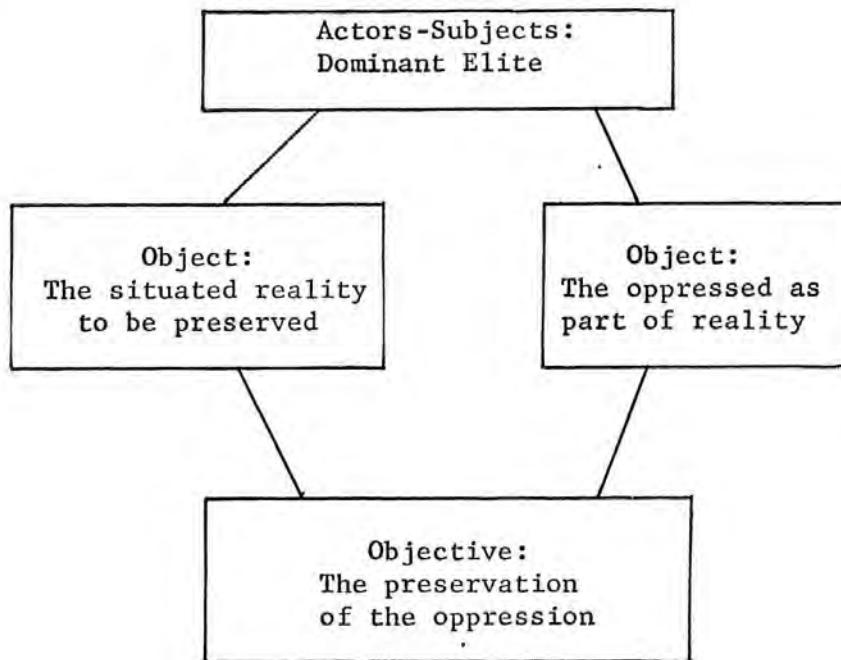 Actors-Subjects:
Dominant Elite
Object:
The situated reality
to be preserved
Object:
The oppressed as
part of reality
Objective:
The preservation
of the oppression